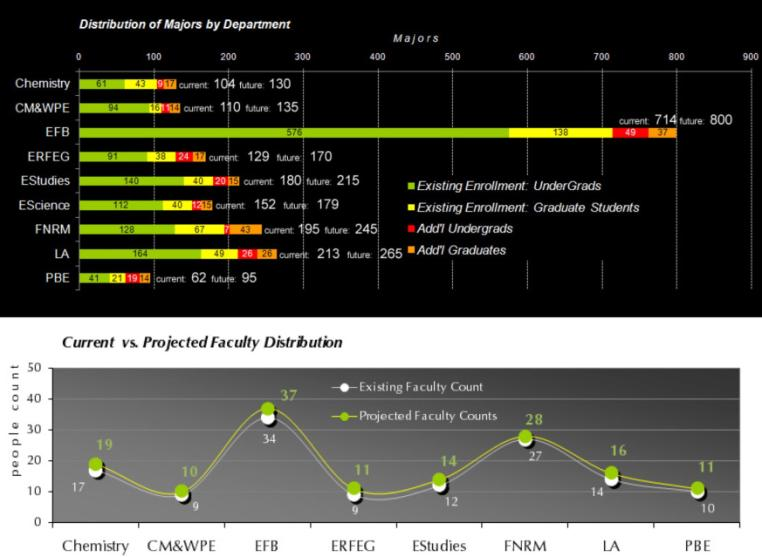 Distribution of Majors by Department
Majors
0 100 200 300 400 500 600 700 800 900
Chemistry 61 43 9 17 current: 104 future: 130
CM&WPE 94 16 11 14 current: 110 future: 135
current: 714 future: 800
EFB 576 138 49 37
ERFEG 91 38 24 17 current: 129 future: 170
EStudies 140 40 20 15 current: 180 future: 215
Existing Enrollment: UnderGrads
EScience 112 40 12 15 current: 152 future: 179
Existing Enrollment: Graduate Students
FNRM 128 67 7 43 current: 195 future: 245
Add'l Undergrads
LA 164 49 26 26 current: 213 future: 265
Add'l Graduates
PBE 41 21 19 14 current: 62 future: 95
Current vs. Projected Faculty Distribution
people count
50
40
30
20
10
0
Existing Faculty Count
Projected Faculty Counts
19 10 37 11 14 28 16 11
17 9 34 9 12 27 14 10
Chemistry CM&WPE EFB ERFEG EStudies FNRM LA PBE